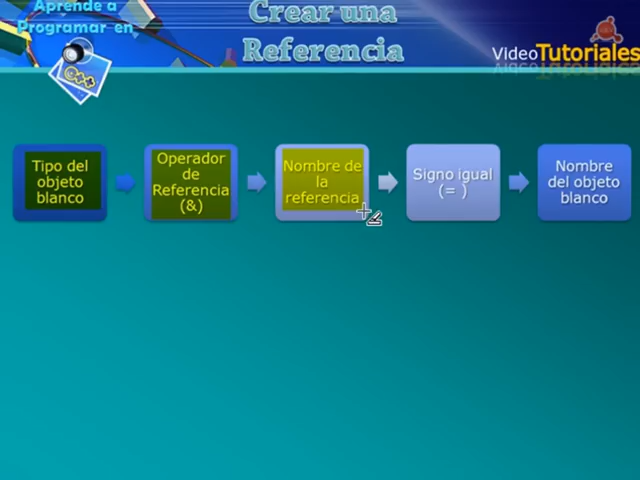 Aprende a
Programar en
C++
Crear una
Referencia
VideoTutoriales
Tipo del
objeto
blanco
Operador
de
Referencia
(&)
Nombre de
la
referencia
Signo igual
(= )
Nombre
del objeto
blanco